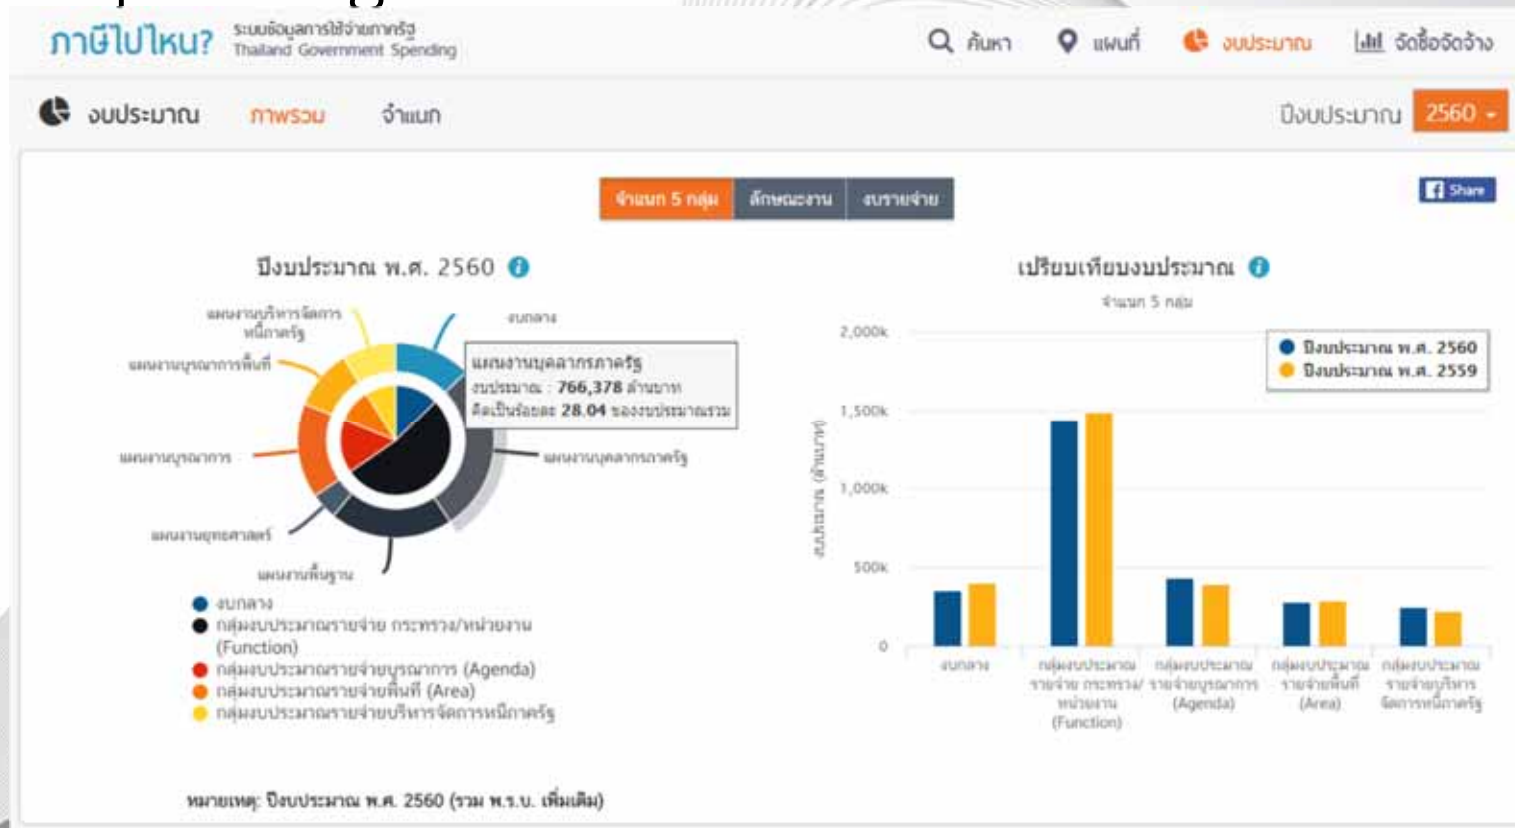 ภาษีไปไหน?
ระบบข้อมูลการใช้จ่ายภาครัฐ
Thailand Government Spending
ค้นหา
แผนที่
งบประมาณ
จัดซื้อจัดจ้าง
งบประมาณ
ภาพรวม
จำแนก
ปีงบประมาณ
2560
จำแนก 5 กลุ่ม
ลักษณะงาน
งบรายจ่าย
Share
ปีงบประมาณ พ.ศ. 2560
แผนงานบริหารจัดการ
หนี้ภาครัฐ
งบกลาง
แผนงานบูรณาการพื้นที่
แผนงานบุคลากรภาครัฐ
งบประมาณ : 766,378 ล้านบาท
คิดเป็นร้อยละ 28.04 ของงบประมาณรวม
แผนงานบูรณาการ
แผนงานบุคลากรภาครัฐ
แผนงานยุทธศาสตร์
แผนงานพื้นฐาน
งบกลาง
กลุ่มงบประมาณรายจ่าย กระทรวง/หน่วยงาน
(Function)
กลุ่มงบประมาณรายจ่ายบูรณาการ (Agenda)
กลุ่มงบประมาณรายจ่ายพื้นที่ (Area)
กลุ่มงบประมาณรายจ่ายบริหารจัดการหนี้ภาครัฐ
หมายเหตุ: ปีงบประมาณ พ.ศ. 2560 (รวม พ.ร.บ. เพิ่มเติม)
เปรียบเทียบงบประมาณ
จำแนก 5 กลุ่ม
ปีงบประมาณ พ.ศ. 2560
ปีงบประมาณ พ.ศ. 2559
งบประมาณ (ล้านบาท)
2,000k
1,500k
1,000k
500k
0
งบกลาง
กลุ่มงบประมาณ
รายจ่าย กระทรวง/
หน่วยงาน
(Function)
กลุ่มงบประมาณ
รายจ่ายบูรณาการ
(Agenda)
กลุ่มงบประมาณ
รายจ่ายพื้นที่
(Area)
กลุ่มงบประมาณ
รายจ่ายบริหาร
จัดการหนี้ภาครัฐ